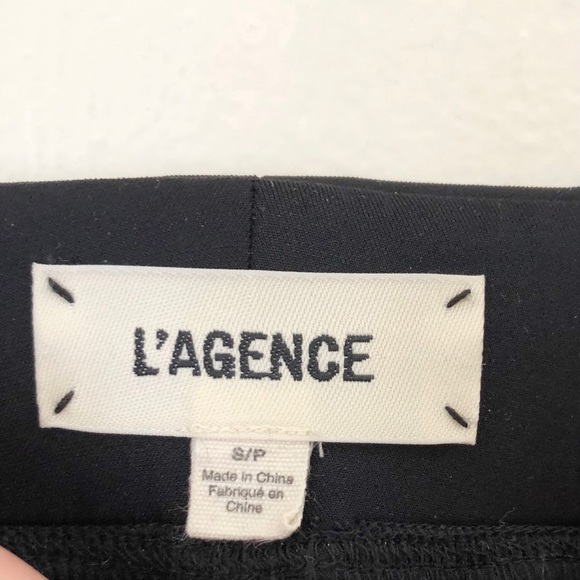 L'AGENCE
S/P
Made in China
Fabriqué en
Chine